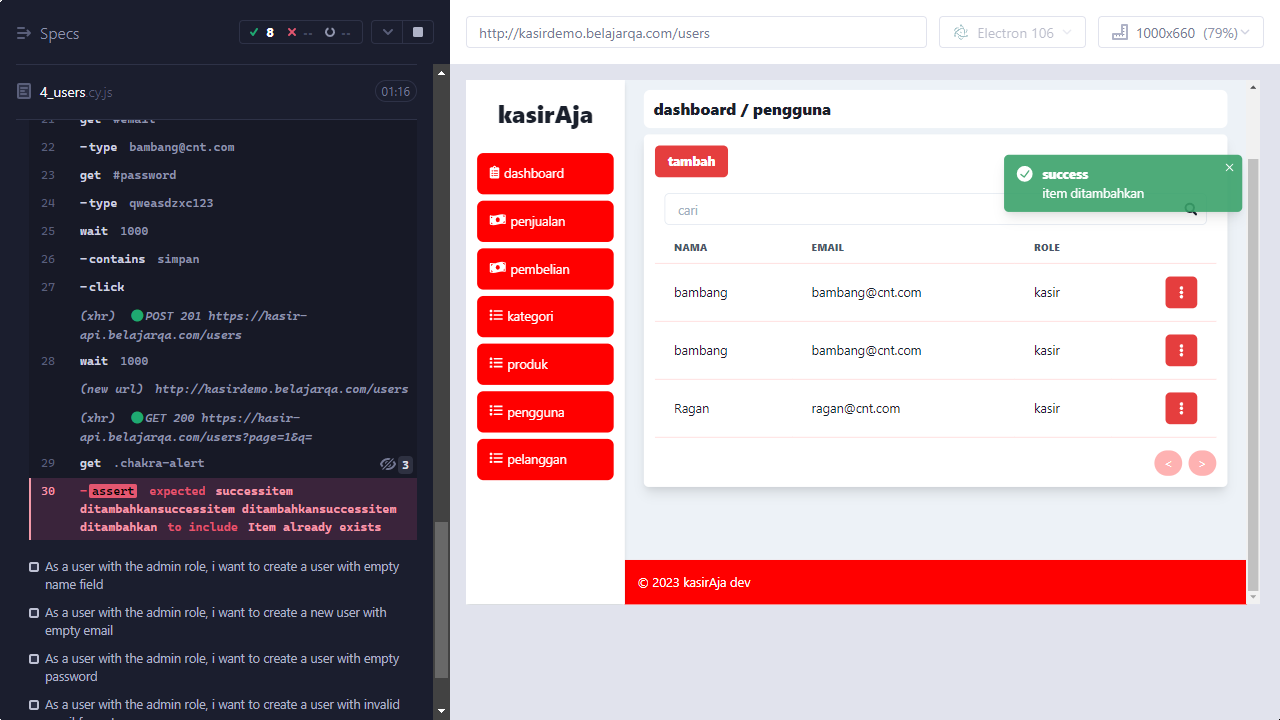 Specs
8
--
--
4_users.cy.js
01:16
21 get #email
22 -type bambang@cnt.com
23 get #password
24 -type qweasdzxc123
25 wait 1000
26 -contains simpan
27 -click
(xhr) POST 201 https://kasir-
api.belajarqa.com/users
28 wait 1000
(new url) http://kasirdemo.belajarqa.com/users
(xhr) GET 200 https://kasir-
api.belajarqa.com/users?page=1&q=
29 get .chakra-alert 3
30 -assert expected successitem
ditambahkansuccessitem ditambahkansuccessitem
ditambahkan to include Item already exists
As a user with the admin role, i want to create a user with empty
name field
As a user with the admin role, i want to create a new user with
empty email
As a user with the admin role, i want to create a user with empty
password
As a user with the admin role, i want to create a user with invalid
http://kasirdemo.belajarqa.com/users
Electron 106
1000x660 (79%)
kasirAja
dashboard
penjualan
pembelian
kategori
produk
pengguna
pelanggan
dashboard / pengguna
tambah
success
item ditambahkan
cari
NAMA EMAIL ROLE
bambang bambang@cnt.com kasir
bambang bambang@cnt.com kasir
Ragan ragan@cnt.com kasir
< >
© 2023 kasirAja dev